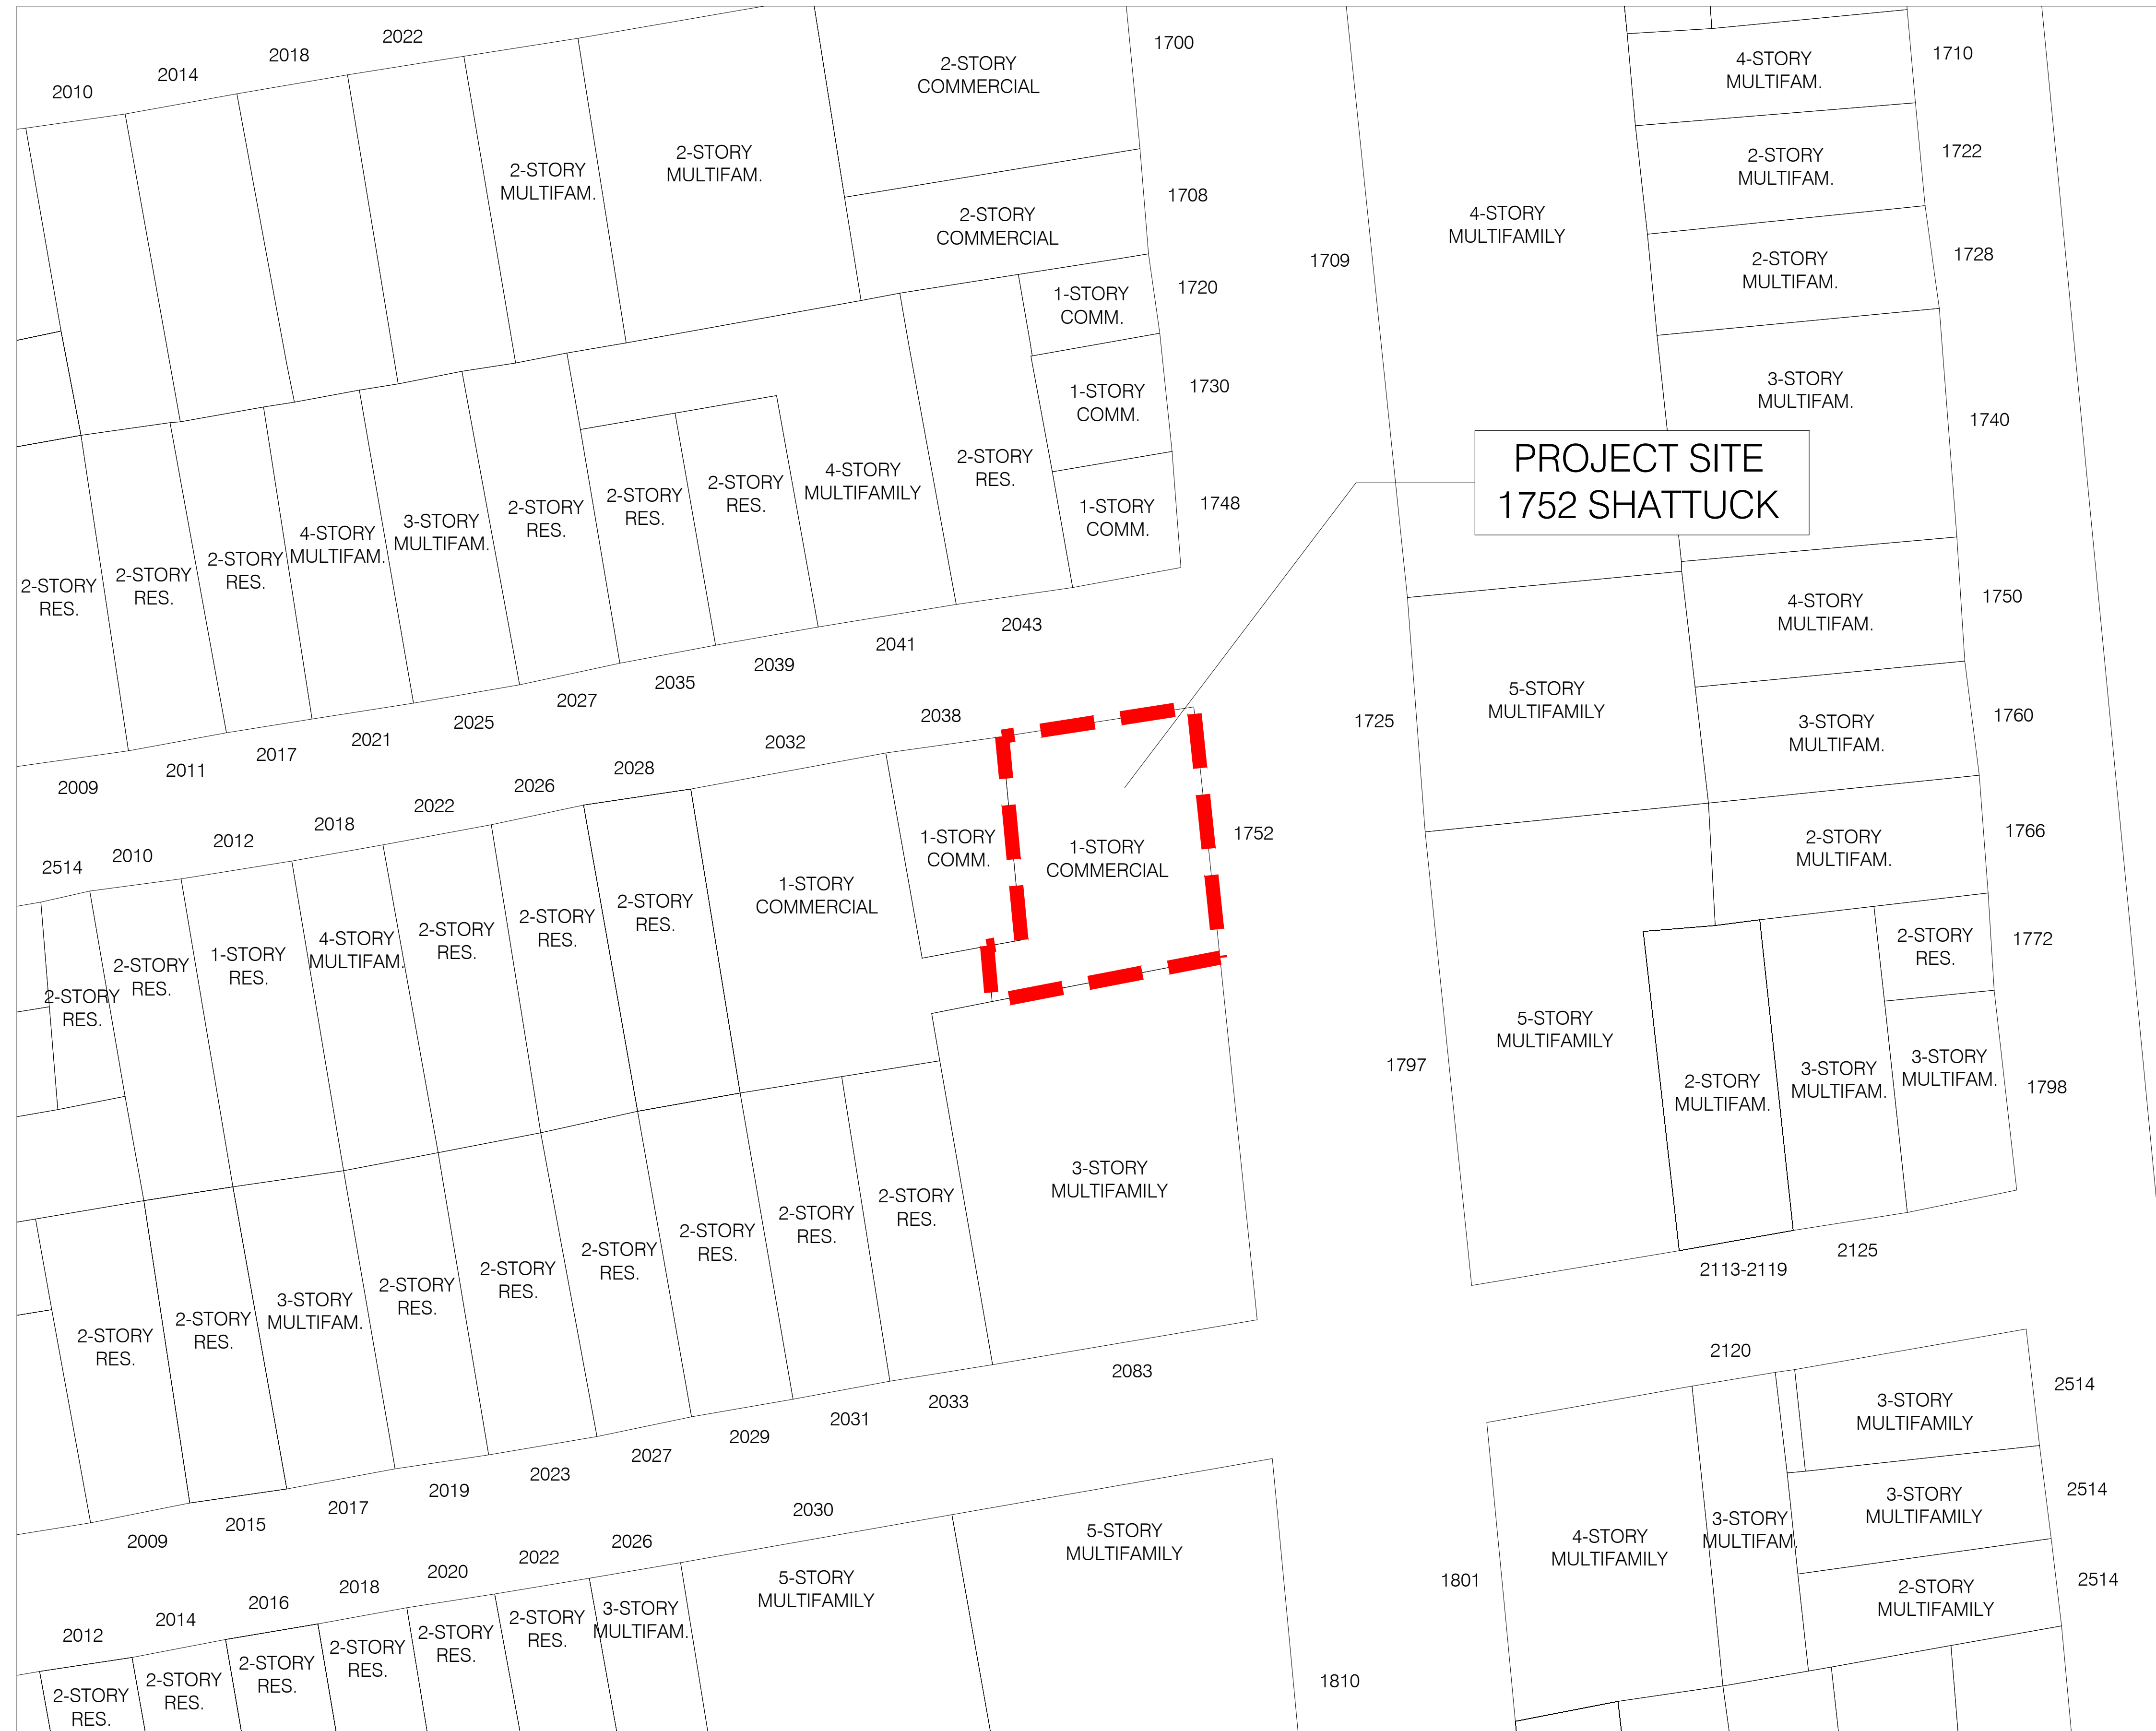 2010
2014
2018
2022
2-STORY
MULTIFAM.
2-STORY
MULTIFAM.
2-STORY
COMMERCIAL
1700
2-STORY
COMMERCIAL
1708
1-STORY
COMM.
1720
1-STORY
COMM.
1730
1-STORY
COMM.
1748
2-STORY
RES.
2-STORY
RES.
2-STORY
RES.
4-STORY
MULTIFAM.
3-STORY
MULTIFAM.
2-STORY
RES.
2-STORY
RES.
2-STORY
RES.
4-STORY
MULTIFAMILY
2-STORY
RES.
2009
2011
2017
2021
2025
2027
2035
2039
2041
2043
4-STORY
MULTIFAMILY
1709
4-STORY
MULTIFAM.
1710
2-STORY
MULTIFAM.
1722
2-STORY
MULTIFAM.
1728
3-STORY
MULTIFAM.
1740
PROJECT SITE
1752 SHATTUCK
4-STORY
MULTIFAM.
1750
5-STORY
MULTIFAMILY
1725
3-STORY
MULTIFAM.
1760
2-STORY
MULTIFAM.
1766
2-STORY
RES.
1772
5-STORY
MULTIFAMILY
1797
2-STORY
MULTIFAM.
3-STORY
MULTIFAM.
3-STORY
MULTIFAM.
1798
2113-2119
2125
2514
2010
2012
2018
2022
2026
2028
2032
2038
2-STORY
RES.
2-STORY
RES.
1-STORY
RES.
4-STORY
MULTIFAM.
2-STORY
RES.
2-STORY
RES.
2-STORY
RES.
1-STORY
COMMERCIAL
1-STORY
COMM.
1-STORY
COMMERCIAL
1752
2-STORY
RES.
2-STORY
RES.
3-STORY
MULTIFAM.
2-STORY
RES.
2-STORY
RES.
2-STORY
RES.
2-STORY
RES.
2-STORY
RES.
2-STORY
RES.
3-STORY
MULTIFAMILY
2009
2015
2017
2019
2023
2027
2029
2031
2033
2083
2012
2014
2016
2018
2020
2022
2026
2030
2-STORY
RES.
2-STORY
RES.
2-STORY
RES.
2-STORY
RES.
2-STORY
RES.
2-STORY
RES.
3-STORY
MULTIFAM.
5-STORY
MULTIFAMILY
5-STORY
MULTIFAMILY
1810
2120
1801
4-STORY
MULTIFAMILY
3-STORY
MULTIFAM.
3-STORY
MULTIFAMILY
2514
3-STORY
MULTIFAMILY
2514
2-STORY
MULTIFAMILY
2514